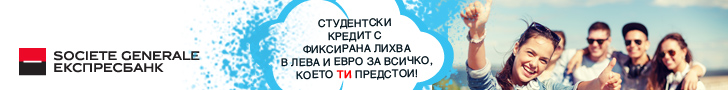 SOCIETE GENERALE
ЕКСПРЕСБАНК
СТУДЕНТСКИ
КРЕДИТ С
ФИКСИРАНА ЛИХВА
В ЛЕВА И ЕВРО ЗА ВСИЧКО,
КОЕТО ТИ ПРЕДСТОИ!